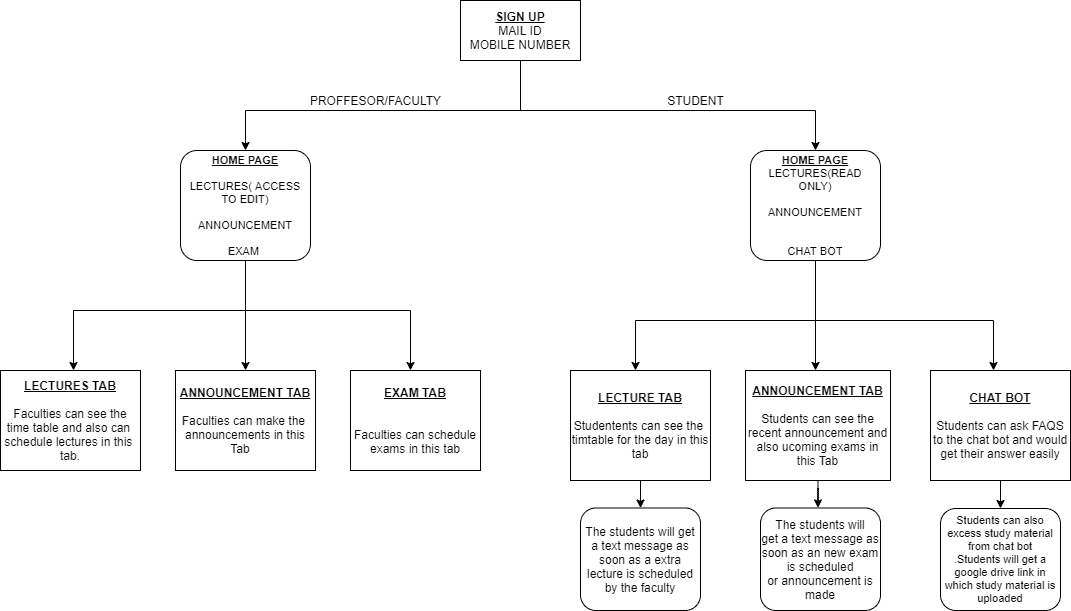 SIGN UP
MAIL ID
MOBILE NUMBER
PROFFESOR/FACULTY
STUDENT
HOME PAGE
LECTURES( ACCESS
TO EDIT)
ANNOUNCEMENT
EXAM
HOME PAGE
LECTURES(READ
ONLY)
ANNOUNCEMENT
CHAT BOT
LECTURES TAB
Faculties can see the
time table and also can
schedule lectures in this
tab.
ANNOUNCEMENT TAB
Faculties can make the
announcements in this
Tab
EXAM TAB
Faculties can schedule
exams in this tab
LECTURE TAB
Studentents can see the
timtable for the day in this
tab
ANNOUNCEMENT TAB
Students can see the
recent announcement and
also ucoming exams in
this Tab
CHAT BOT
Students can ask FAQS
to the chat bot and would
get their answer easily
The students will get
a text message as
soon as a extra
lecture is scheduled
by the faculty
The students will
get a text message as
soon as an new exam
is scheduled
or announcement is
made
Students can also
excess study material
from chat bot
.Students will get a
google drive link in
which study material is
uploaded